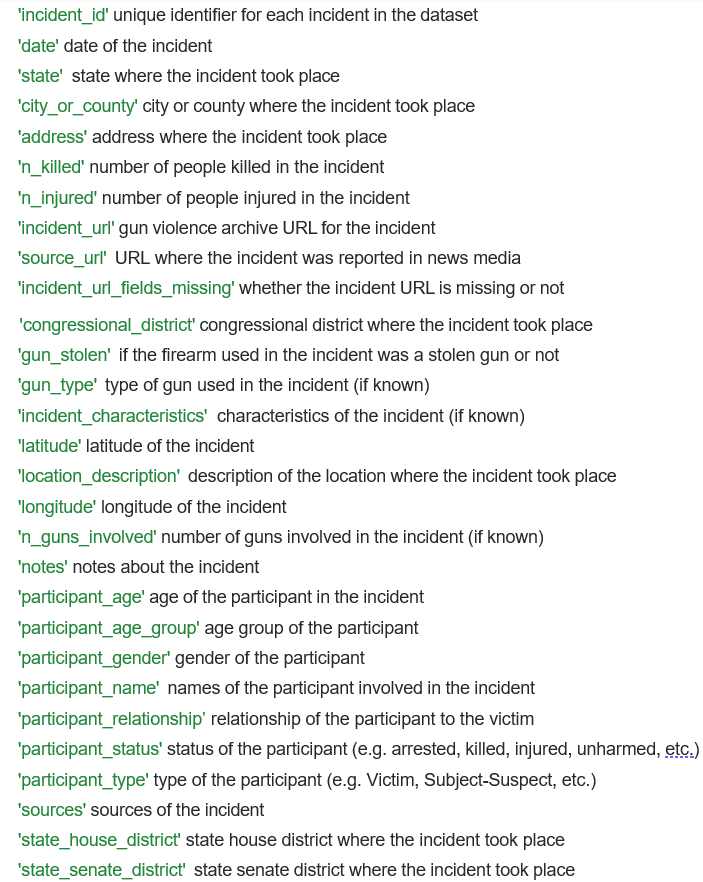 'incident_id' unique identifier for each incident in the dataset
'date' date of the incident
'state' state where the incident took place
'city_or_county' city or county where the incident took place
'address' address where the incident took place
'n_killed' number of people killed in the incident
'n_injured' number of people injured in the incident
'incident_url' gun violence archive URL for the incident
'source_url' URL where the incident was reported in news media
'incident_url_fields_missing' whether the incident URL is missing or not
'congressional_district' congressional district where the incident took place
'gun_stolen' if the firearm used in the incident was a stolen gun or not
'gun_type' type of gun used in the incident (if known)
'incident_characteristics' characteristics of the incident (if known)
'latitude' latitude of the incident
'location_description' description of the location where the incident took place
'longitude' longitude of the incident
'n_guns_involved' number of guns involved in the incident (if known)
'notes' notes about the incident
'participant_age' age of the participant in the incident
'participant_age_group' age group of the participant
'participant_gender' gender of the participant
'participant_name' names of the participant involved in the incident
'participant_relationship’ relationship of the participant to the victim
'participant_status' status of the participant (e.g. arrested, killed, injured, unharmed, etc.)
'participant_type' type of the participant (e.g. Victim, Subject-Suspect, etc.)
'sources' sources of the incident
'state_house_district' state house district where the incident took place
'state_senate_district' state senate district where the incident took place